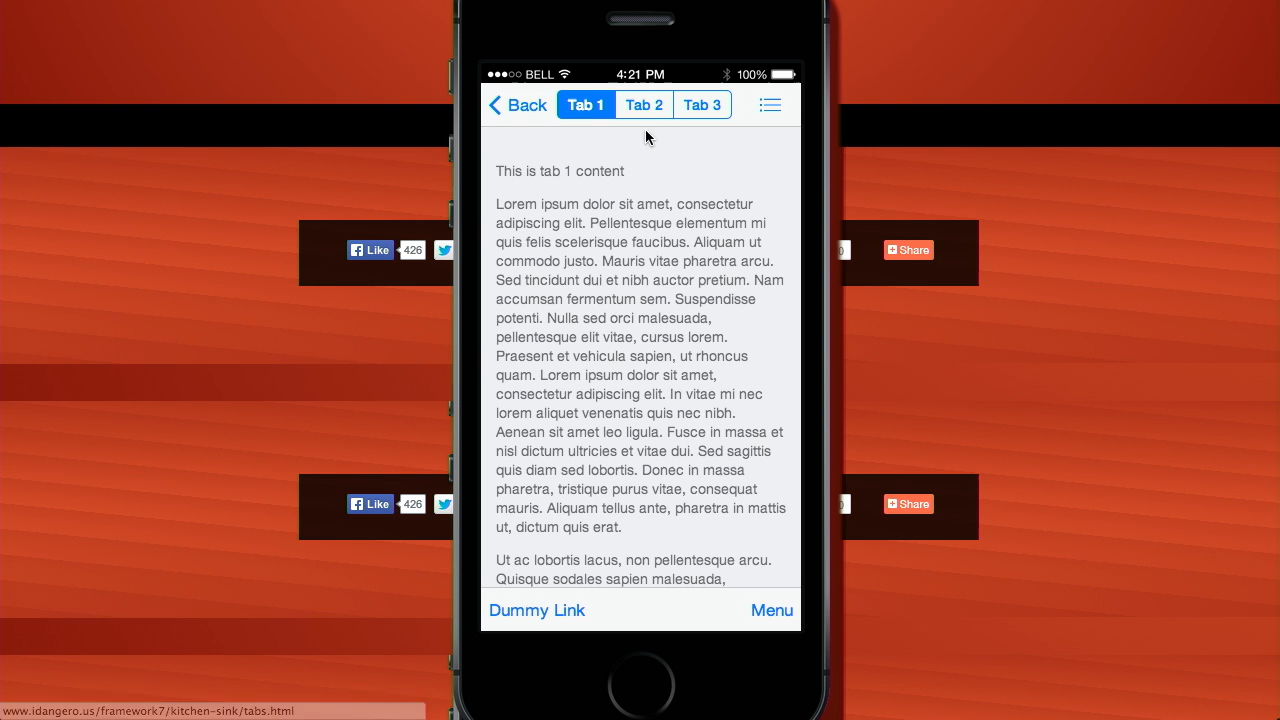 BELL 4:21 PM 100%
Back Tab 1 Tab 2 Tab 3
This is tab 1 content
Lorem ipsum dolor sit amet, consectetur
adipiscing elit. Pellentesque elementum mi
quis felis scelerisque faucibus. Aliquam ut
commodo justo. Mauris vitae pharetra arcu.
Sed tincidunt dui et nibh auctor pretium. Nam
accumsan fermentum sem. Suspendisse
potenti. Nulla sed orci malesuada,
pellentesque elit vitae, cursus lorem.
Praesent et vehicula sapien, ut rhoncus
quam. Lorem ipsum dolor sit amet,
consectetur adipiscing elit. In vitae mi nec
lorem aliquet venenatis quis nec nibh.
Aenean sit amet leo ligula. Fusce in massa et
nisl dictum ultricies et vitae dui. Sed sagittis
quis diam sed lobortis. Donec in massa
pharetra, tristique purus vitae, consequat
mauris. Aliquam tellus ante, pharetra in mattis
ut, dictum quis erat.
Ut ac lobortis lacus, non pellentesque arcu.
Quisque sodales sapien malesuada,
Dummy Link Menu
Like 426 Share
Like 426 Share
www.idangero.us/framework7/kitchen-sink/tabs.html